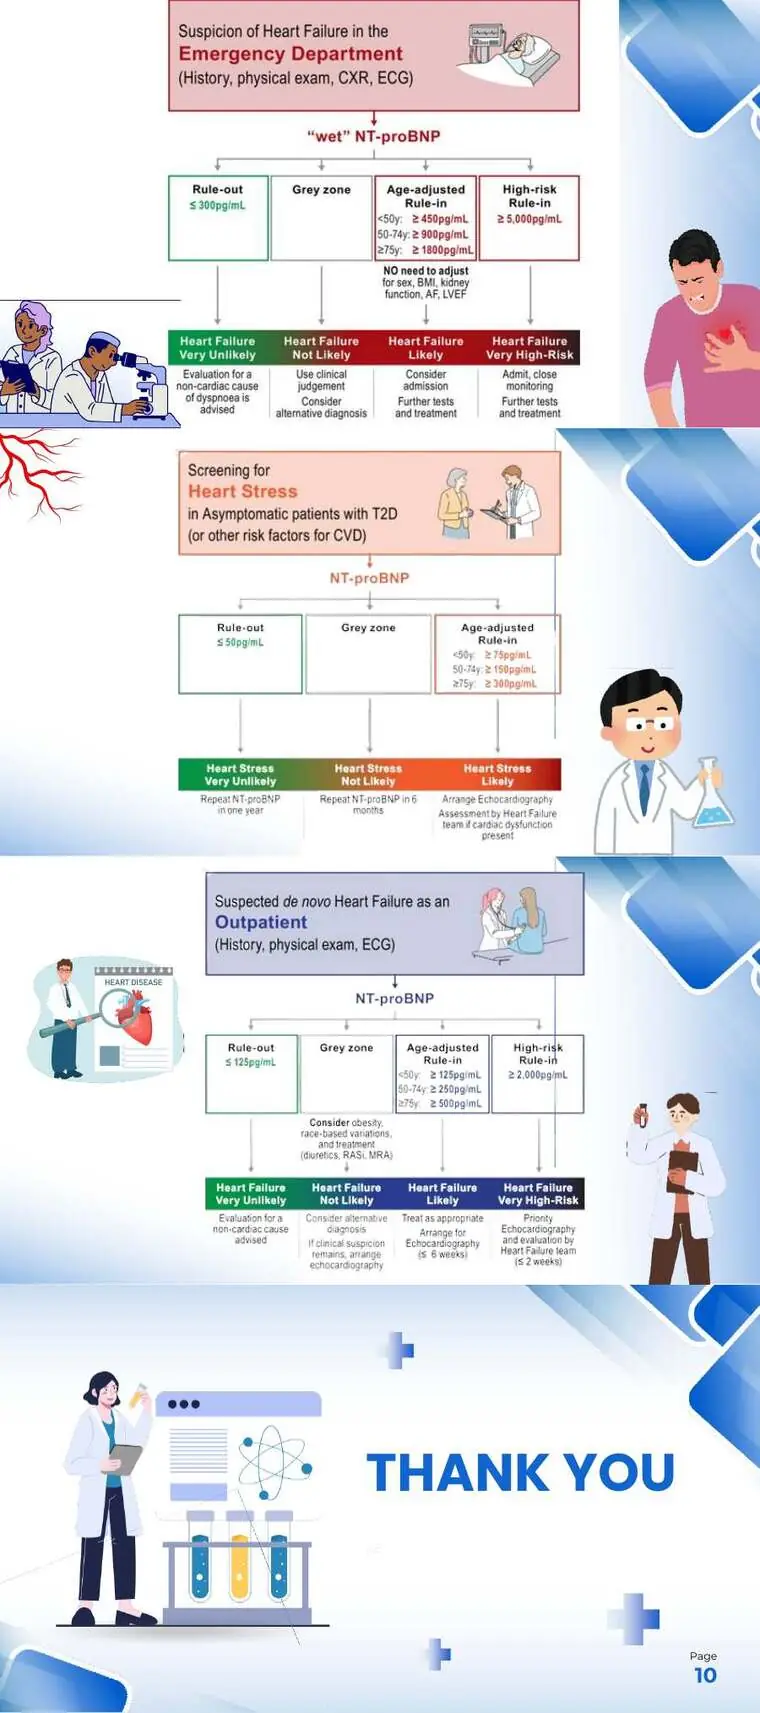 Suspicion of Heart Failure in the
Emergency Department
(History, physical exam, CXR, ECG)
“wet” NT-proBNP
Rule-out
≤ 300pg/mL
Grey zone
Age-adjusted
Rule-in
<50y: ≥ 450pg/mL
50-74y: ≥ 900pg/mL
≥75y: ≥ 1800pg/mL
High-risk
Rule-in
≥ 5,000pg/mL
NO need to adjust
for sex, BMI, kidney
function, AF, LVEF
Heart Failure
Very Unlikely
Heart Failure
Not Likely
Heart Failure
Likely
Heart Failure
Very High-Risk
Evaluation for a
non-cardiac cause
of dyspnoea is
advised
Use clinical
judgement
Consider
alternative diagnosis
Consider
admission
Further tests
and treatment
Admit, close
monitoring
Further tests
and treatment
Screening for
Heart Stress
in Asymptomatic patients with T2D
(or other risk factors for CVD)
NT-proBNP
Rule-out
≤ 50pg/mL
Grey zone
Age-adjusted
Rule-in
<50y: ≥ 75pg/mL
50-74y: ≥ 150pg/mL
≥75y: ≥ 300pg/mL
Heart Stress
Very Unlikely
Heart Stress
Not Likely
Heart Stress
Likely
Repeat NT-proBNP
in one year
Repeat NT-proBNP in 6
months
Arrange Echocardiography
Assessment by Heart Failure
team if cardiac dysfunction
present
Suspected de novo Heart Failure as an
Outpatient
(History, physical exam, ECG)
HEART DISEASE
NT-proBNP
Rule-out
≤ 125pg/mL
Grey zone
Age-adjusted
Rule-in
<50y: ≥ 125pg/mL
50-74y: ≥ 250pg/mL
≥75y: ≥ 500pg/mL
High-risk
Rule-in
≥ 2,000pg/mL
Consider obesity,
race-based variations,
and treatment
(diuretics, RASi, MRA)
Heart Failure
Very Unlikely
Heart Failure
Not Likely
Heart Failure
Likely
Heart Failure
Very High-Risk
Evaluation for a
non-cardiac cause
advised
Consider alternative
diagnosis
If clinical suspicion
remains, arrange
echocardiography
Treat as appropriate
Arrange for
Echocardiography
(≤ 6 weeks)
Priority
Echocardiography
and evaluation by
Heart Failure team
(≤ 2 weeks)
THANK YOU
Page
10